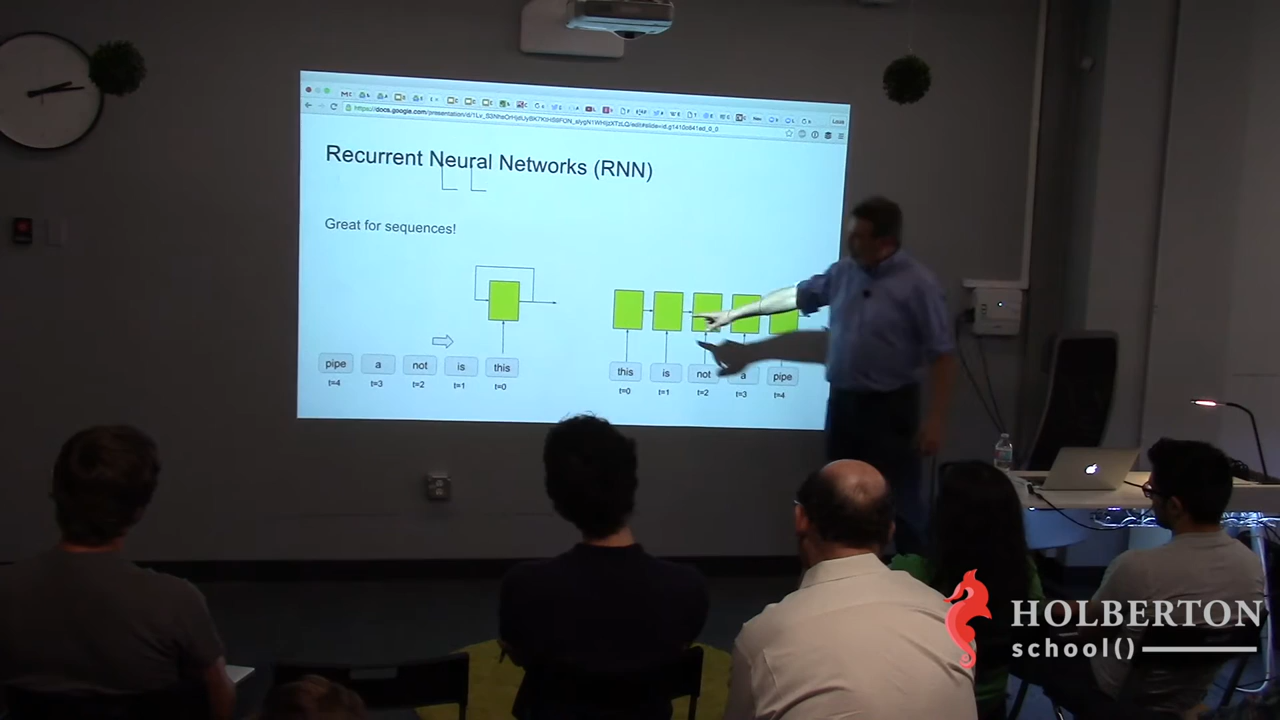 Recurrent Neural Networks (RNN)
Great for sequences!
pipe a not is this
t=4 t=3 t=2 t=1 t=0
this is not a pipe
t=0 t=1 t=2 t=3 t=4
HOLBERTON
school()